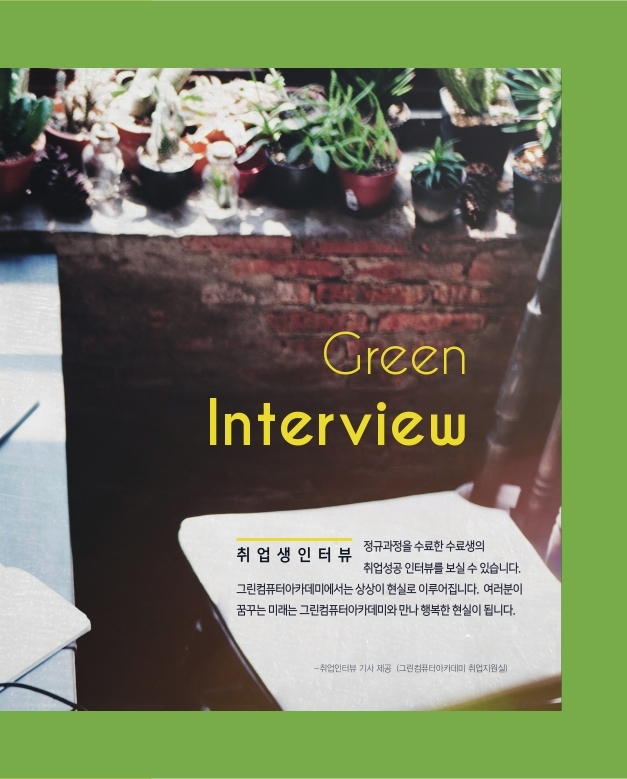 Green
Interview
취업생인터뷰
정규과정을 수료한 수료생의
취업성공 인터뷰를 보실 수 있습니다.
그린컴퓨터아카데미에서는 상상이 현실로 이루어집니다. 여러분이
꿈꾸는 미래는 그린컴퓨터아카데미와 만나 행복한 현실이 됩니다.
-취업인터뷰 기사 제공 (그린컴퓨터아카데미 취업지원실)